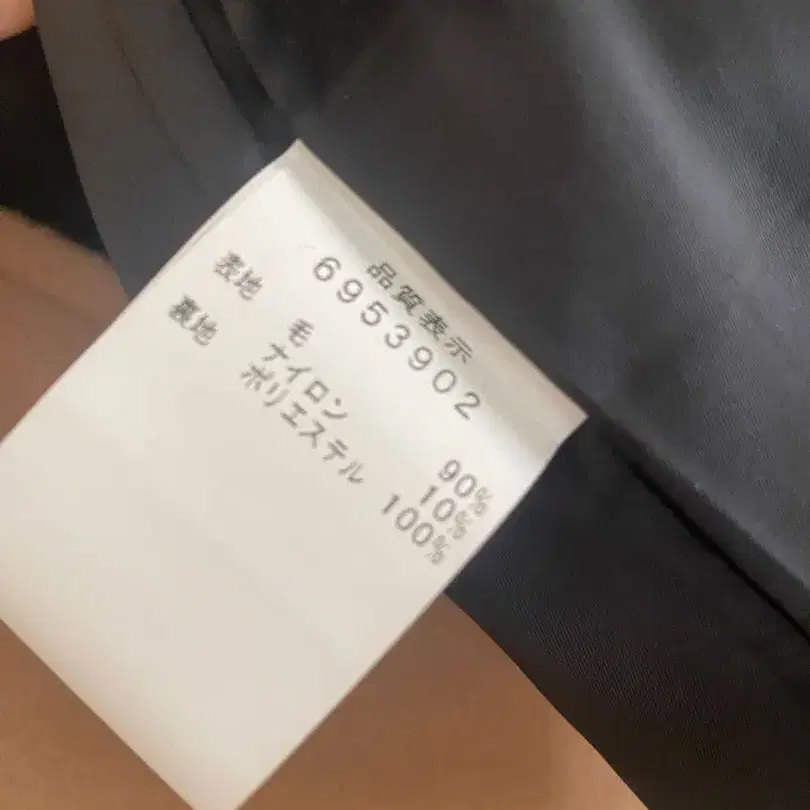 品質表示
6953902
表地 毛 90%
ナイロン 10%
裏地 ポリエステル 100%